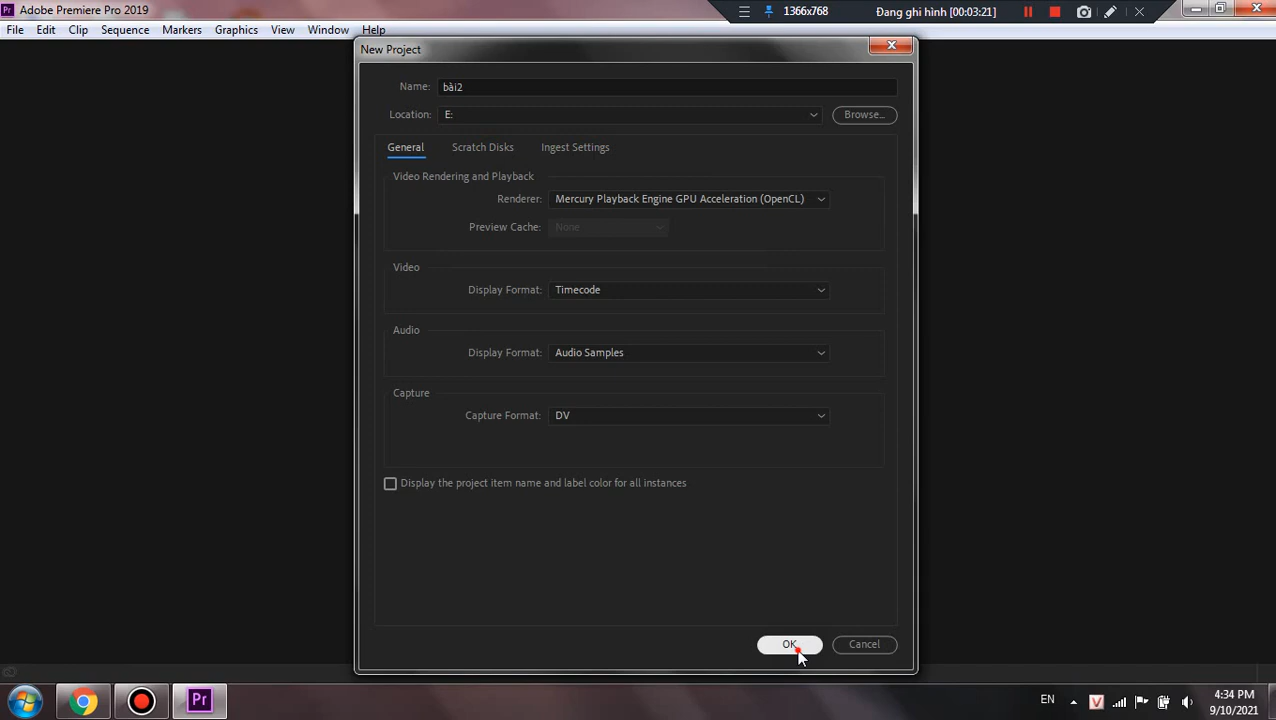 Adobe Premiere Pro 2019
1366x768
Đang ghi hình [00:03:21]
File Edit Clip Sequence Markers Graphics View Window Help
New Project
Name: bài2
Location: E:
Browse...
General Scratch Disks Ingest Settings
Video Rendering and Playback
Renderer: Mercury Playback Engine GPU Acceleration (OpenCL)
Preview Cache: None
Video
Display Format: Timecode
Audio
Display Format: Audio Samples
Capture
Capture Format: DV
Display the project item name and label color for all instances
OK Cancel
Pr
EN
V
4:34 PM
9/10/2021